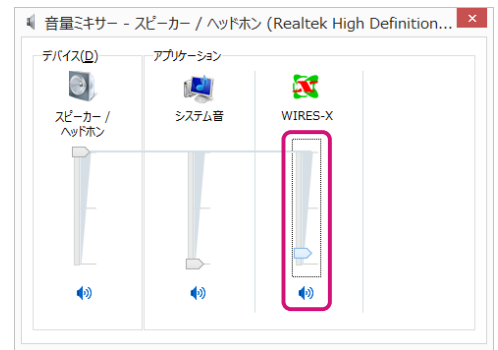 音量ミキサー - スピーカー / ヘッドホン (Realtek High Definition...
デバイス(D)
アプリケーション
スピーカー /
ヘッドホン
システム音
WIRES-X